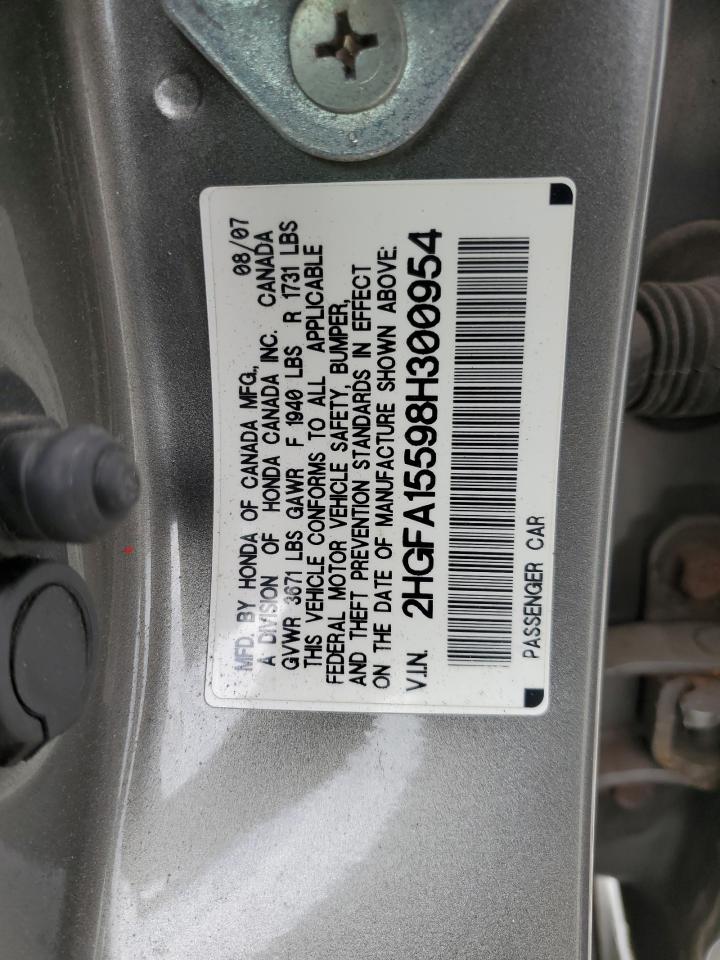 MFD. BY HONDA OF CANADA MFG., 08/07
A DIVISION OF HONDA CANADA INC. CANADA
GVWR 3671 LBS GAWR F 1940 LBS R 1731 LBS
THIS VEHICLE CONFORMS TO ALL APPLICABLE
FEDERAL MOTOR VEHICLE SAFETY, BUMPER,
AND THEFT PREVENTION STANDARDS IN EFFECT
ON THE DATE OF MANUFACTURE SHOWN ABOVE:
V.I.N. 2HGFA15598H300954
PASSENGER CAR